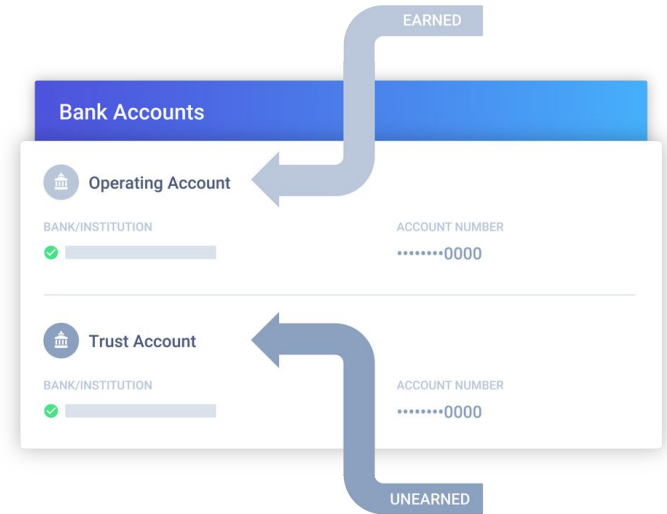 EARNED
Bank Accounts
Operating Account
BANK/INSTITUTION ACCOUNT NUMBER
••••••••0000
Trust Account
BANK/INSTITUTION ACCOUNT NUMBER
••••••••0000
UNEARNED